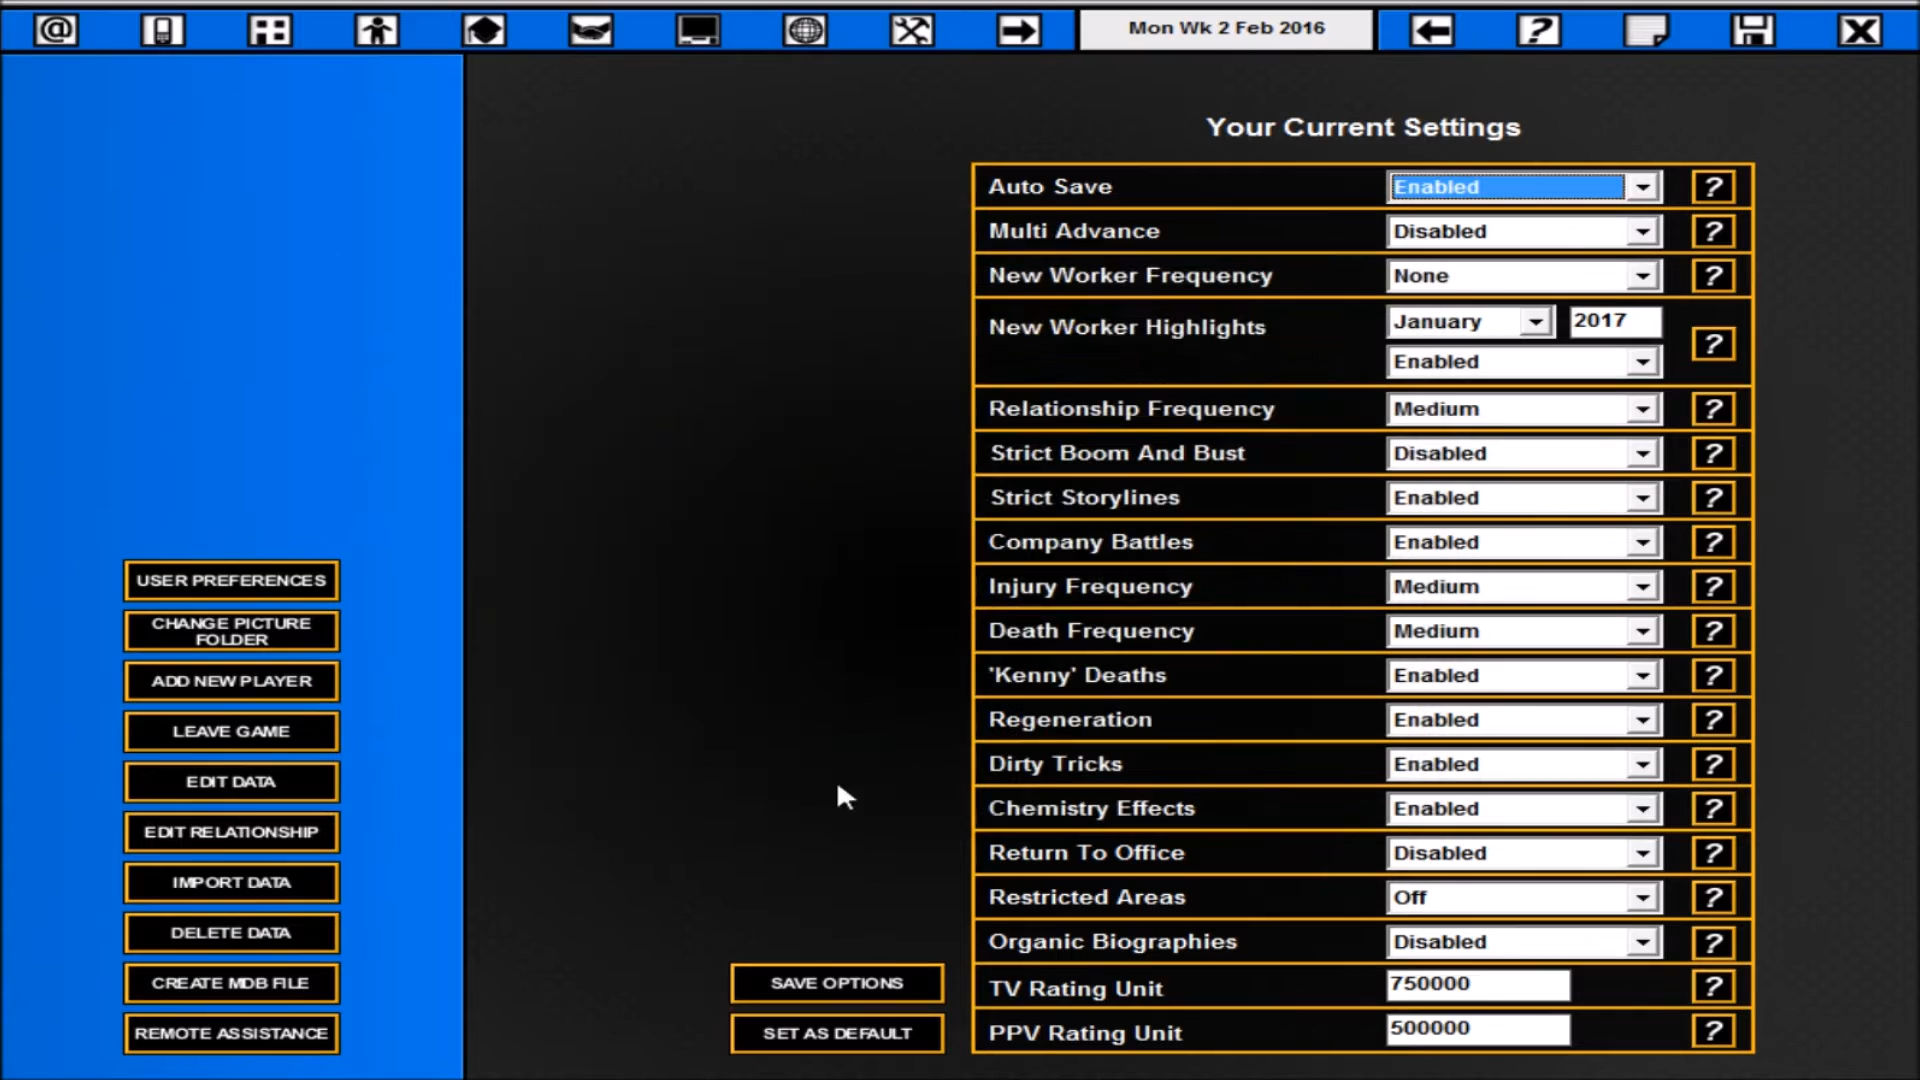 @
Mon Wk 2 Feb 2016
?
X
Your Current Settings
Auto Save Enabled ?
Multi Advance Disabled ?
New Worker Frequency None ?
New Worker Highlights January 2017
Enabled ?
Relationship Frequency Medium ?
Strict Boom And Bust Disabled ?
Strict Storylines Enabled ?
Company Battles Enabled ?
Injury Frequency Medium ?
Death Frequency Medium ?
'Kenny' Deaths Enabled ?
Regeneration Enabled ?
Dirty Tricks Enabled ?
Chemistry Effects Enabled ?
Return To Office Disabled ?
Restricted Areas Off ?
Organic Biographies Disabled ?
TV Rating Unit 750000 ?
PPV Rating Unit 500000 ?
USER PREFERENCES
CHANGE PICTURE
FOLDER
ADD NEW PLAYER
LEAVE GAME
EDIT DATA
EDIT RELATIONSHIP
IMPORT DATA
DELETE DATA
CREATE MDB FILE
REMOTE ASSISTANCE
SAVE OPTIONS
SET AS DEFAULT